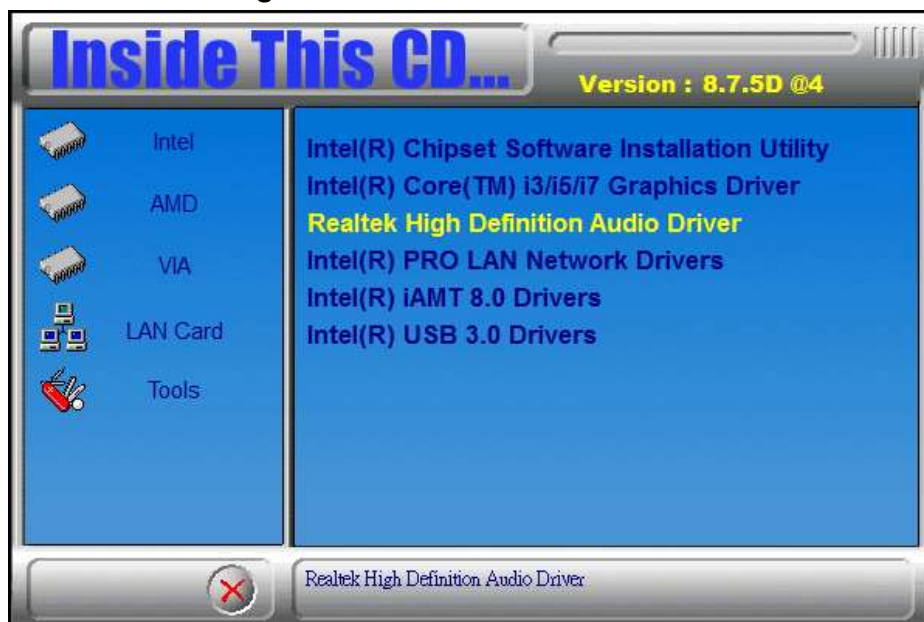 Inside This CD...
Version : 8.7.5D @4
Intel
AMD
VIA
LAN Card
Tools
Intel(R) Chipset Software Installation Utility
Intel(R) Core(TM) i3/i5/i7 Graphics Driver
Realtek High Definition Audio Driver
Intel(R) PRO LAN Network Drivers
Intel(R) iAMT 8.0 Drivers
Intel(R) USB 3.0 Drivers
Realtek High Definition Audio Driver